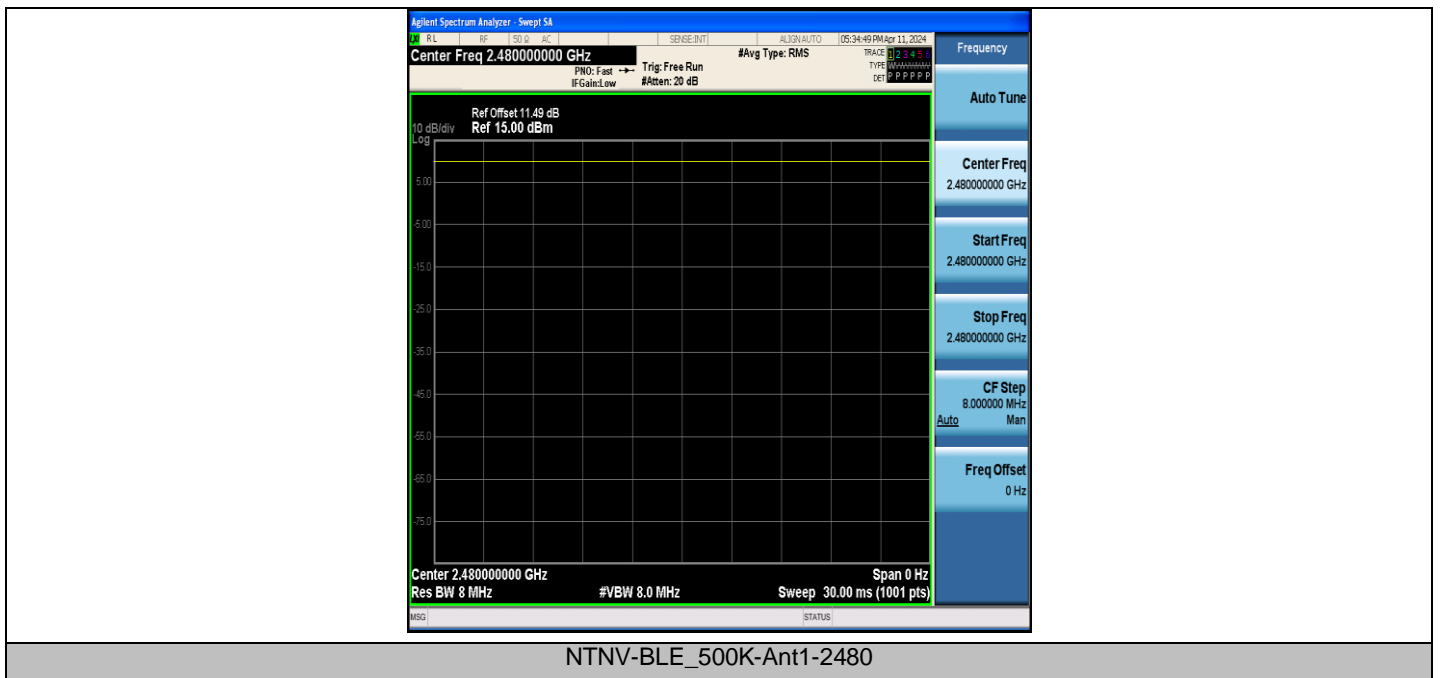 Agilent Spectrum Analyzer - Swept SA
RL RF 50 Ω AC SENSE:INT ALIGN AUTO 05:34:49 PM Apr 11, 2024
Center Freq 2.480000000 GHz
PNO: Fast
IFGain:Low
Trig: Free Run
#Atten: 20 dB
#Avg Type: RMS
TRACE 1 2 3 4 5 6
TYPE
DET P P P P P P
Ref Offset 11.49 dB
10 dB/div Ref 15.00 dBm
Log
5.00
-5.00
-15.0
-25.0
-35.0
-45.0
-55.0
-65.0
-75.0
Center 2.480000000 GHz Span 0 Hz
Res BW 8 MHz #VBW 8.0 MHz Sweep 30.00 ms (1001 pts)
MSG STATUS
Frequency
Auto Tune
Center Freq
2.480000000 GHz
Start Freq
2.480000000 GHz
Stop Freq
2.480000000 GHz
CF Step
8.000000 MHz
Auto Man
Freq Offset
0 Hz
NTNV-BLE_500K-Ant1-2480